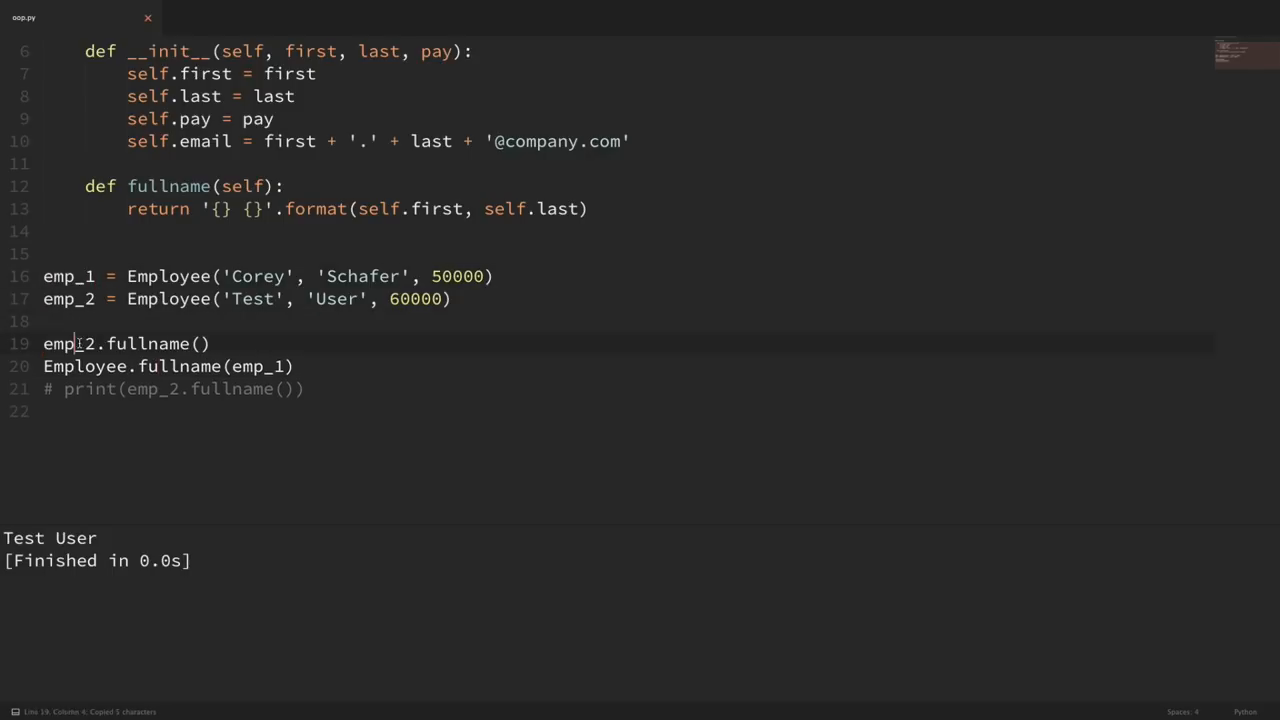 oop.py ×
6     def __init__(self, first, last, pay):
7         self.first = first
8         self.last = last
9         self.pay = pay
10         self.email = first + '.' + last + '@company.com'
11
12     def fullname(self):
13         return '{} {}'.format(self.first, self.last)
14
15
16 emp_1 = Employee('Corey', 'Schafer', 50000)
17 emp_2 = Employee('Test', 'User', 60000)
18
19 emp_2.fullname()
20 Employee.fullname(emp_1)
21 # print(emp_2.fullname())
22
Test User
[Finished in 0.0s]
Line 19, Column 4; Copied 5 characters
Spaces: 4
Python